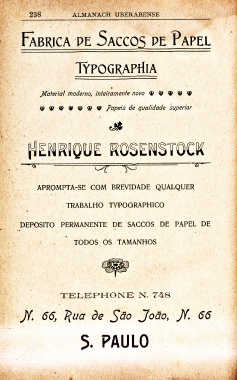 238 ALMANACH UBERABENSE
FABRICA DE SACCOS DE PAPEL
TYPOGRAPHIA
Material moderno, inteiramente novo
Papeis de qualidade superior
HENRIQUE ROSENSTOCK
APROMPTA-SE COM BREVIDADE QUALQUER
TRABALHO TYPOGRAPHICO
DEPOSITO PERMANENTE DE SACCOS DE PAPEL DE
TODOS OS TAMANHOS
TELEPHONE N. 748
N. 66, Rua de São João, N. 66
S. PAULO